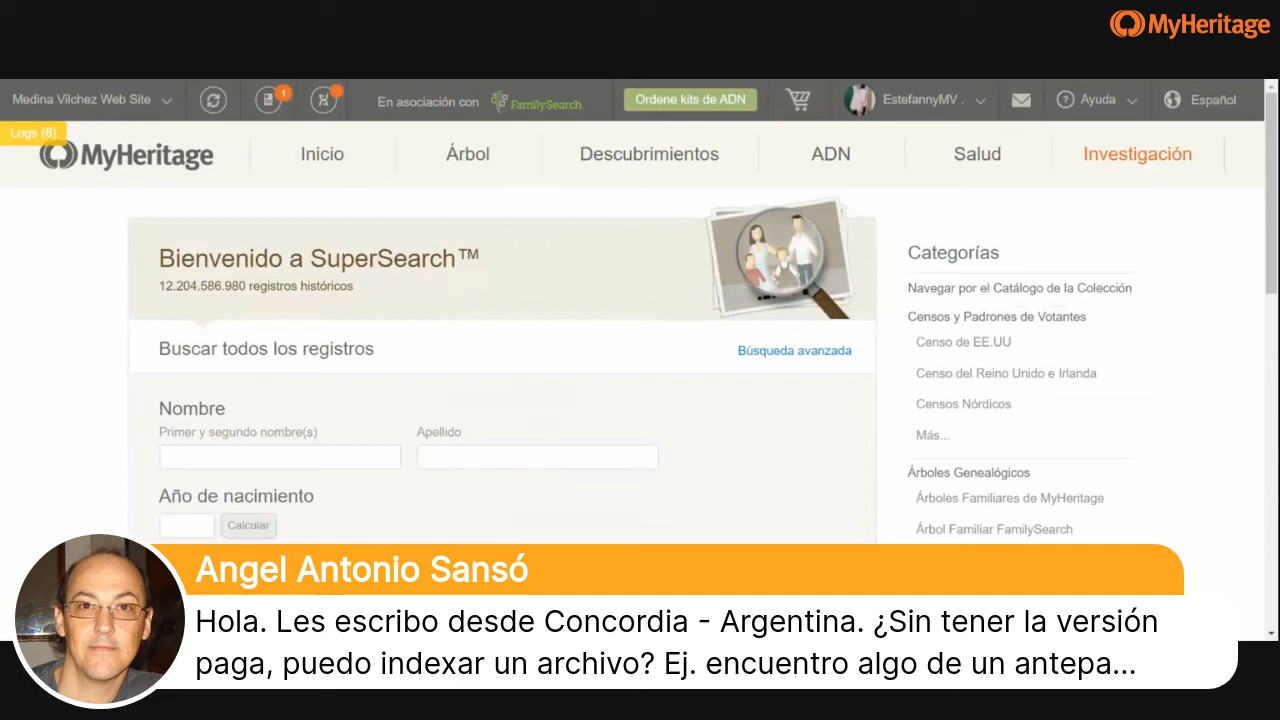 MyHeritage
Medina Vilchez Web Site
1
En asociación con FamilySearch
Ordene kits de ADN
EstefannyMV .
Ayuda
Español
Logs (8)
MyHeritage
Inicio
Árbol
Descubrimientos
ADN
Salud
Investigación
Bienvenido a SuperSearch™
12.204.586.980 registros históricos
Buscar todos los registros
Búsqueda avanzada
Nombre
Primer y segundo nombre(s)
Apellido
Año de nacimiento
Calcular
Categorías
Navegar por el Catálogo de la Colección
Censos y Padrones de Votantes
Censo de EE.UU
Censo del Reino Unido e Irlanda
Censos Nórdicos
Más...
Árboles Genealógicos
Árboles Familiares de MyHeritage
Árbol Familiar FamilySearch
Angel Antonio Sansó
Hola. Les escribo desde Concordia - Argentina. ¿Sin tener la versión
paga, puedo indexar un archivo? Ej. encuentro algo de un antepa...